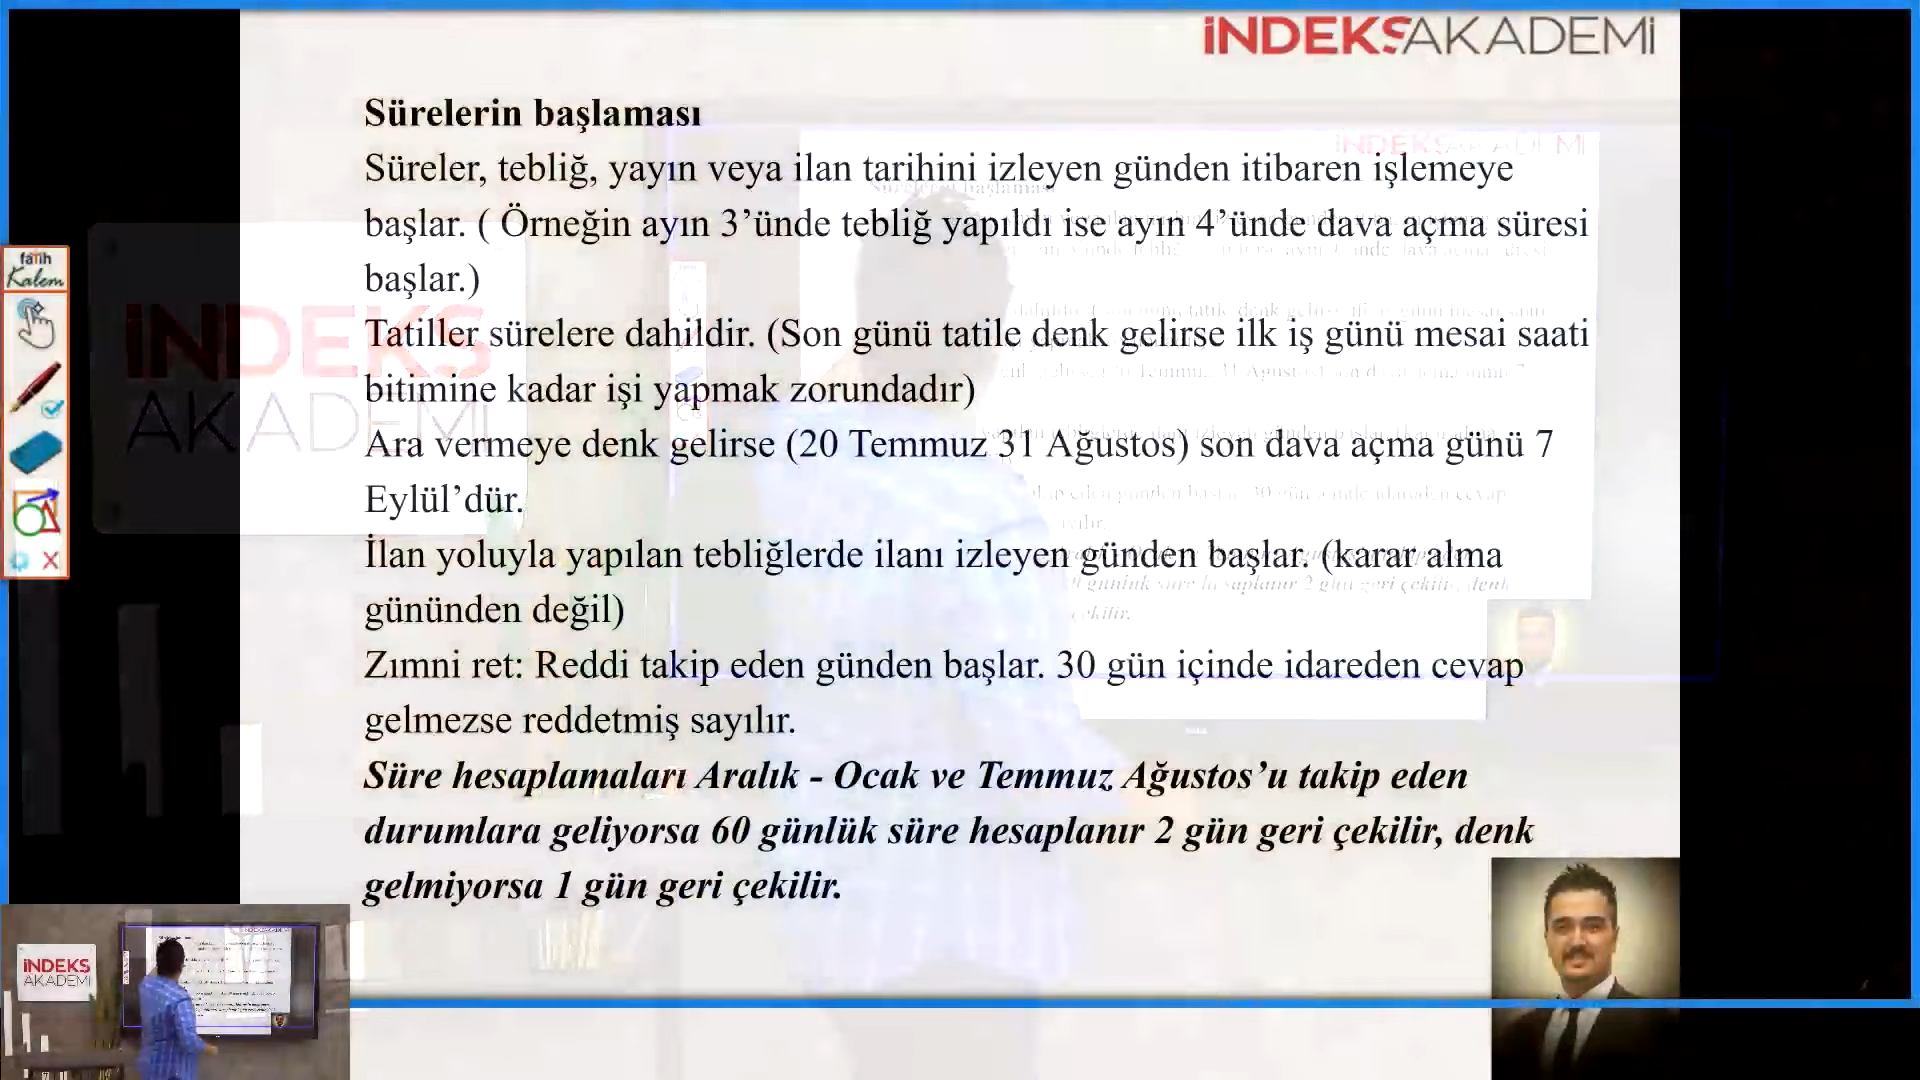 İNDEKSAKADEMİ
Sürelerin başlaması
Süreler, tebliğ, yayın veya ilan tarihini izleyen günden itibaren işlemeye
başlar. ( Örneğin ayın 3’ünde tebliğ yapıldı ise ayın 4’ünde dava açma süresi
başlar.)
Tatiller sürelere dahildir. (Son günü tatile denk gelirse ilk iş günü mesai saati
bitimine kadar işi yapmak zorundadır)
Ara vermeye denk gelirse (20 Temmuz 31 Ağustos) son dava açma günü 7
Eylül’dür.
İlan yoluyla yapılan tebliğlerde ilanı izleyen günden başlar. (karar alma
gününden değil)
Zımni ret: Reddi takip eden günden başlar. 30 gün içinde idareden cevap
gelmezse reddetmiş sayılır.
Süre hesaplamaları Aralık - Ocak ve Temmuz Ağustos’u takip eden
durumlara geliyorsa 60 günlük süre hesaplanır 2 gün geri çekilir, denk
gelmiyorsa 1 gün geri çekilir.
fatih
Kalem
İNDEKS
AKADEMİ
İNDEKS
AKADEMİ